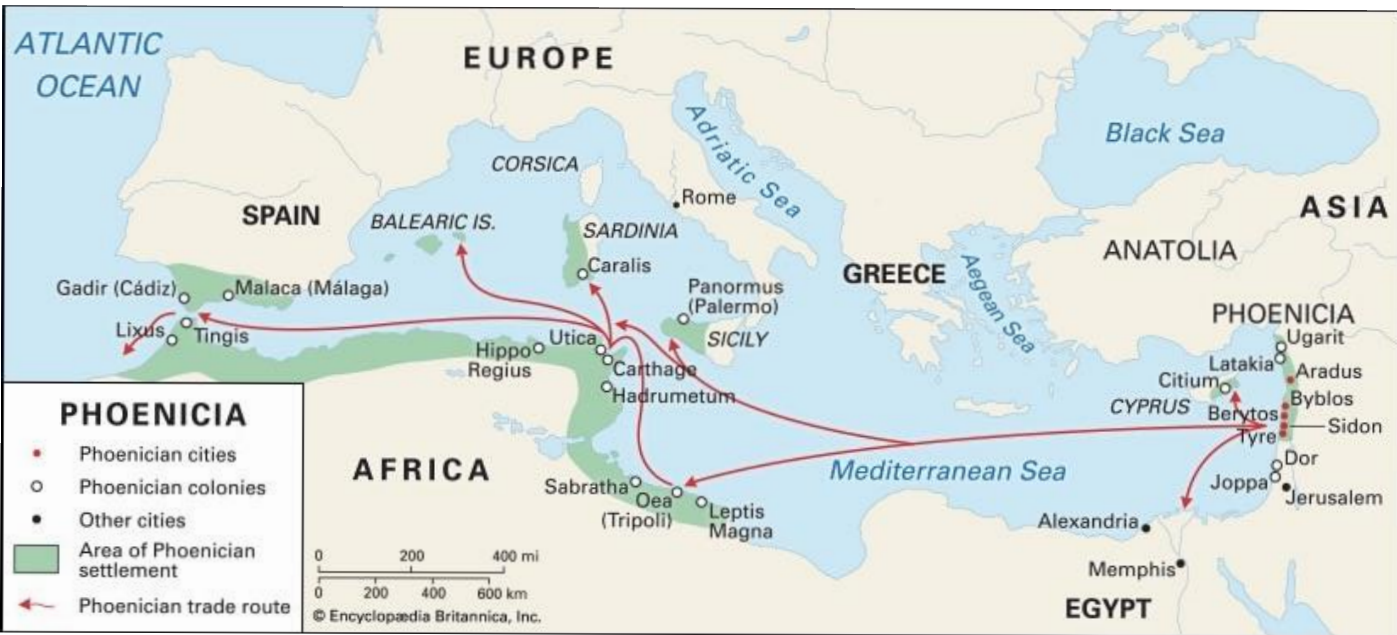 ATLANTIC
OCEAN
EUROPE
Adriatic Sea
Black Sea
CORSICA
Rome
ASIA
SPAIN
BALEARIC IS.
SARDINIA
ANATOLIA
Caralis
GREECE
Aegean Sea
Gadir (Cádiz)
Malaca (Málaga)
Panormus
(Palermo)
PHOENICIA
Lixus
Tingis
Utica
SICILY
Ugarit
Hippo
Regius
Carthage
Latakia
Aradus
Citium
Hadrumetum
CYPRUS
Byblos
Berytos
Sidon
Tyre
AFRICA
Mediterranean Sea
Dor
Sabratha
Joppa
Jerusalem
Oea
(Tripoli)
Leptis
Magna
Alexandria
Memphis
EGYPT
PHOENICIA
Phoenician cities
Phoenician colonies
Other cities
Area of Phoenician
settlement
Phoenician trade route
0 200 400 mi
0 200 400 600 km
© Encyclopædia Britannica, Inc.